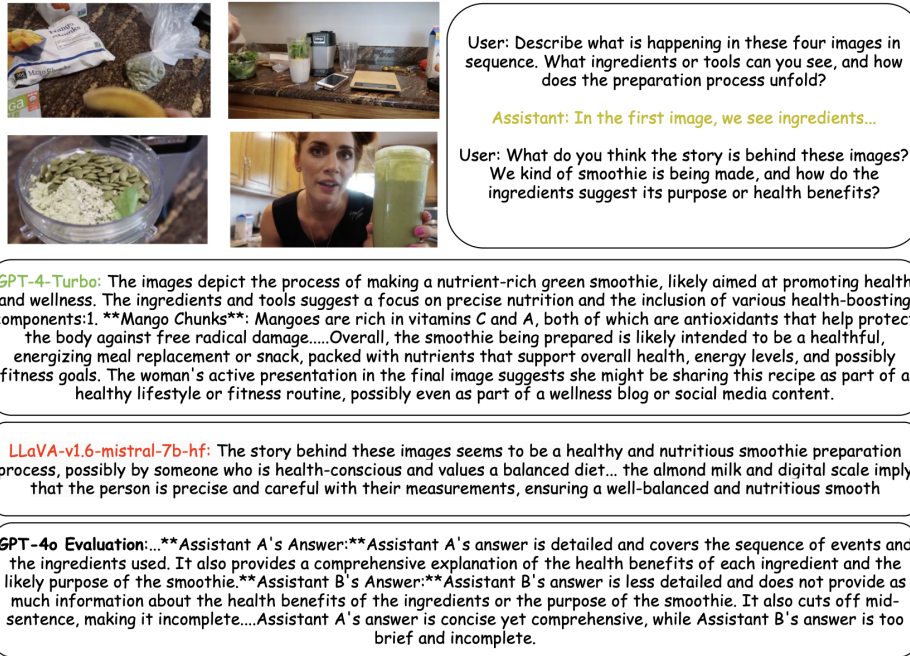 mango
chunks
Mango Chunks
ga
User: Describe what is happening in these four images in
sequence. What ingredients or tools can you see, and how
does the preparation process unfold?
Assistant: In the first image, we see ingredients...
User: What do you think the story is behind these images?
We kind of smoothie is being made, and how do the
ingredients suggest its purpose or health benefits?
GPT-4-Turbo: The images depict the process of making a nutrient-rich green smoothie, likely aimed at promoting health
and wellness. The ingredients and tools suggest a focus on precise nutrition and the inclusion of various health-boosting
components:1. **Mango Chunks**: Mangoes are rich in vitamins C and A, both of which are antioxidants that help protect
the body against free radical damage.....Overall, the smoothie being prepared is likely intended to be a healthful,
energizing meal replacement or snack, packed with nutrients that support overall health, energy levels, and possibly
fitness goals. The woman's active presentation in the final image suggests she might be sharing this recipe as part of a
healthy lifestyle or fitness routine, possibly even as part of a wellness blog or social media content.
LLaVA-v1.6-mistral-7b-hf: The story behind these images seems to be a healthy and nutritious smoothie preparation
process, possibly by someone who is health-conscious and values a balanced diet... the almond milk and digital scale imply
that the person is precise and careful with their measurements, ensuring a well-balanced and nutritious smooth
GPT-4o Evaluation:...**Assistant A's Answer:**Assistant A's answer is detailed and covers the sequence of events and
the ingredients used. It also provides a comprehensive explanation of the health benefits of each ingredient and the
likely purpose of the smoothie.**Assistant B's Answer:**Assistant B's answer is less detailed and does not provide as
much information about the health benefits of the ingredients or the purpose of the smoothie. It also cuts off mid-
sentence, making it incomplete....Assistant A's answer is concise yet comprehensive, while Assistant B's answer is too
brief and incomplete.